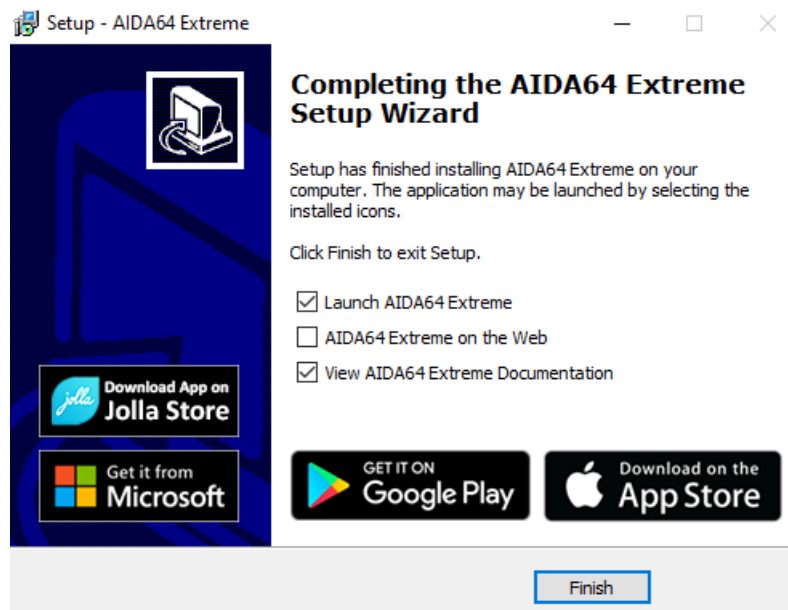 Setup - AIDA64 Extreme
Completing the AIDA64 Extreme
Setup Wizard
Setup has finished installing AIDA64 Extreme on your
computer. The application may be launched by selecting the
installed icons.
Click Finish to exit Setup.
Launch AIDA64 Extreme
AIDA64 Extreme on the Web
View AIDA64 Extreme Documentation
jolla
Download App on
Jolla Store
Get it from
Microsoft
GET IT ON
Google Play
Download on the
App Store
Finish